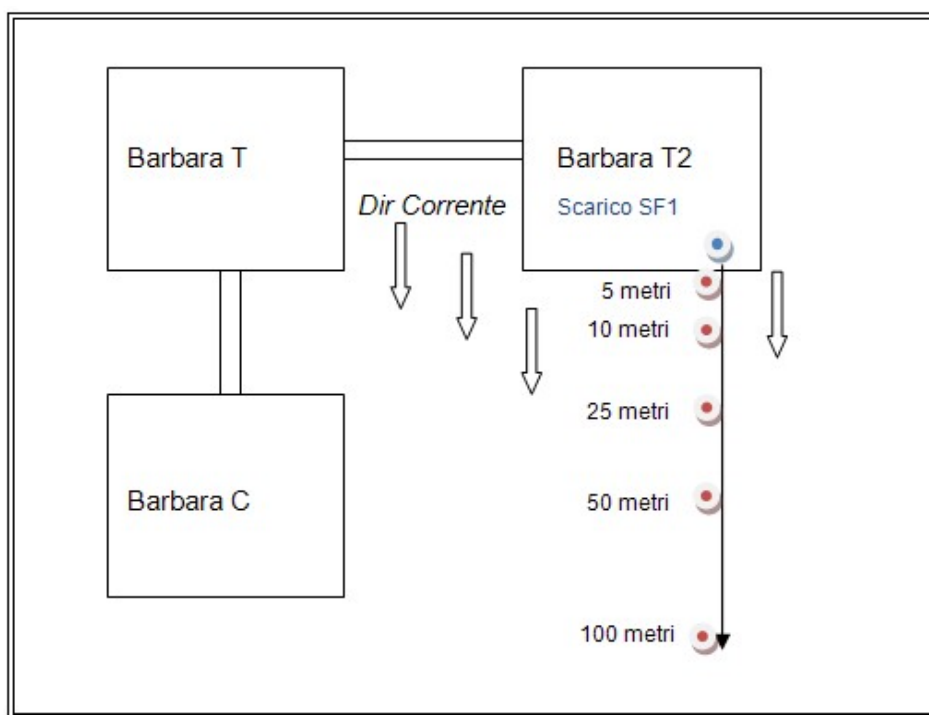 Barbara T
Barbara T2
Dir Corrente
Scarico SF1
5 metri
10 metri
25 metri
Barbara C
50 metri
100 metri